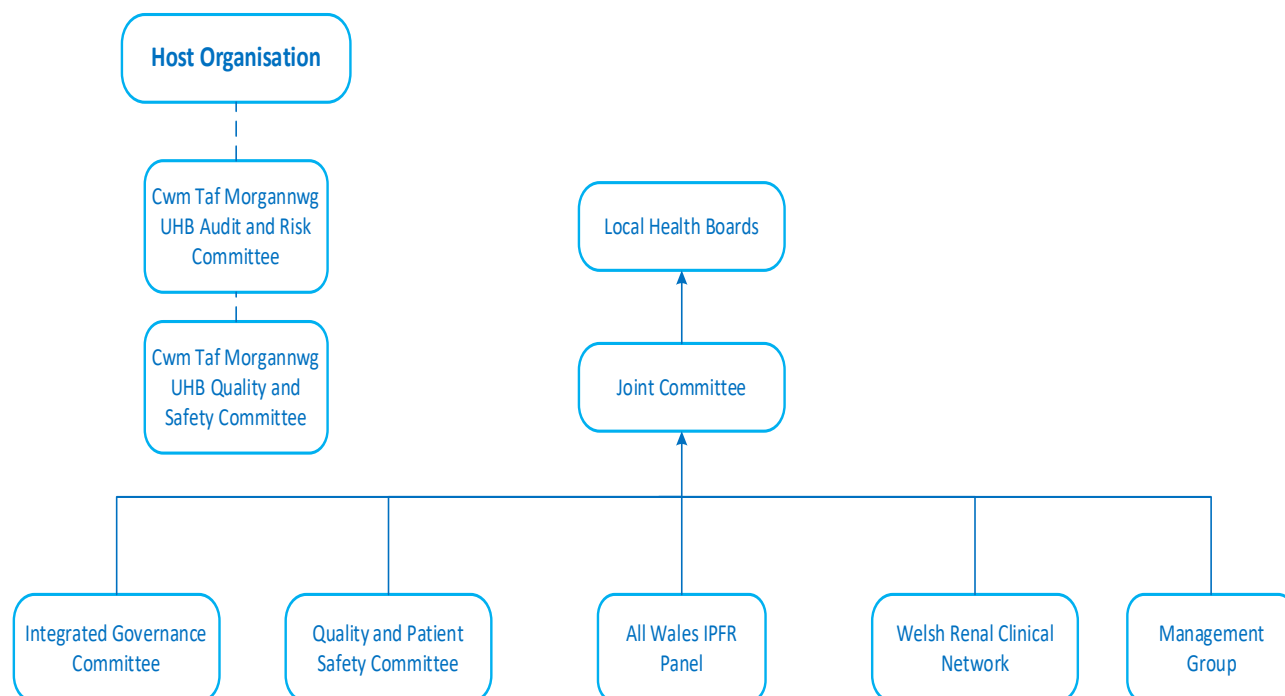 Host Organisation
Cwm Taf Morgannwg
UHB Audit and Risk
Committee
Cwm Taf Morgannwg
UHB Quality and
Safety Committee
Local Health Boards
Joint Committee
Integrated Governance
Committee
Quality and Patient
Safety Committee
All Wales IPFR
Panel
Welsh Renal Clinical
Network
Management
Group